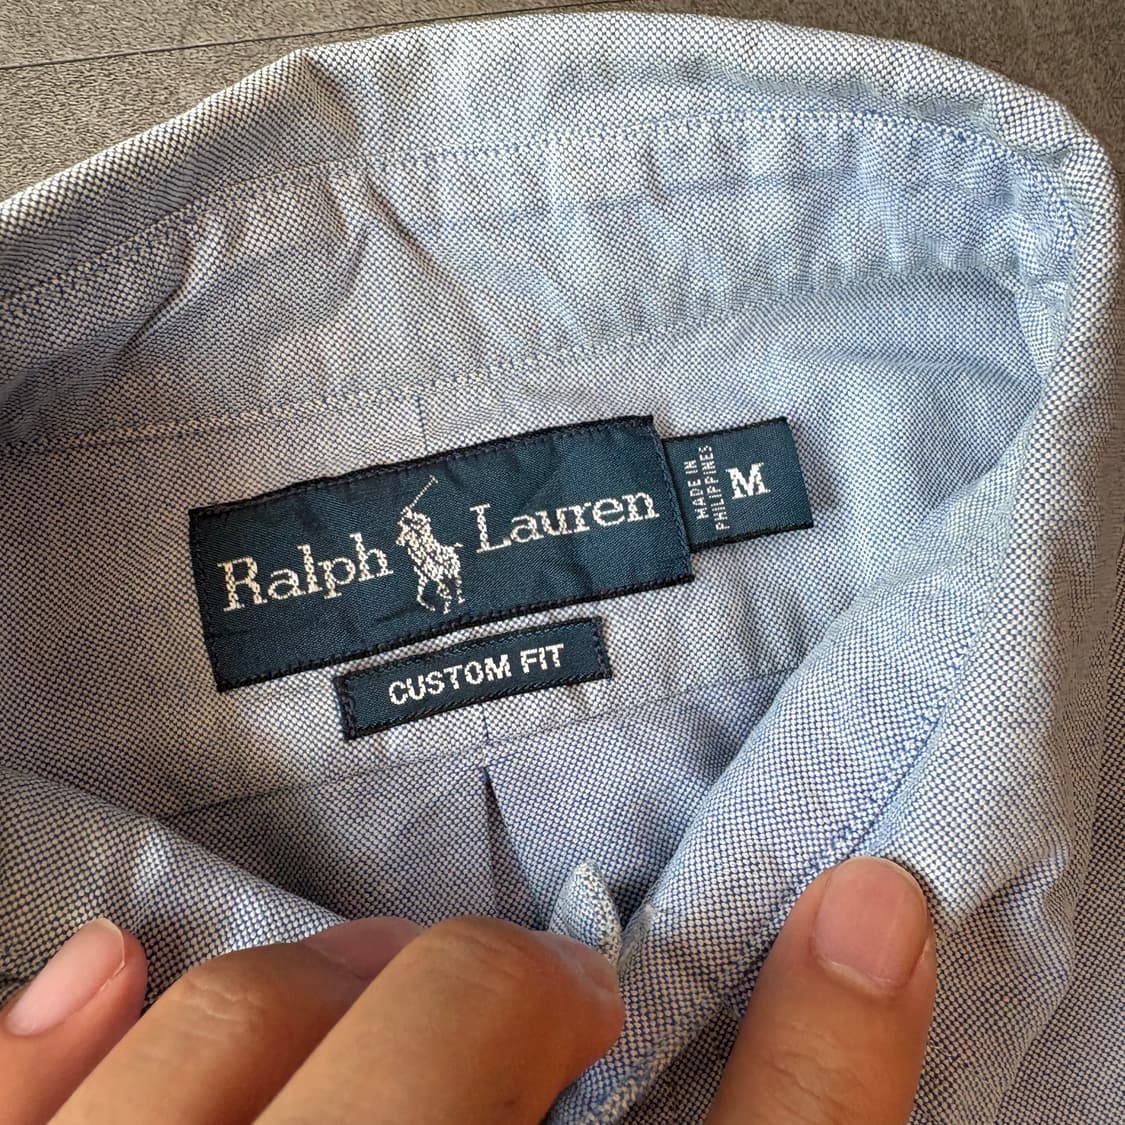 Ralph Lauren
MADE IN
PHILIPPINES
M
CUSTOM FIT